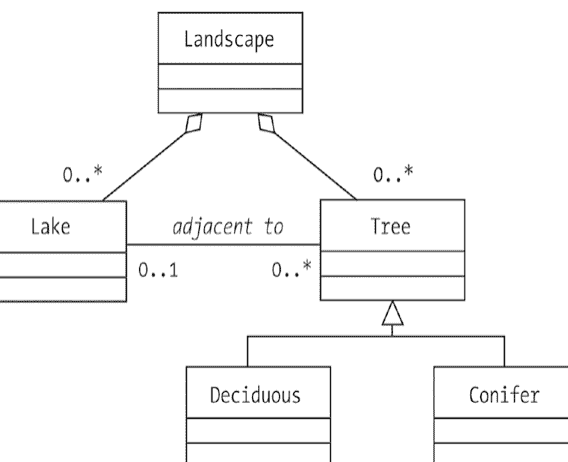 Landscape
0..*
0..*
Lake
adjacent to
Tree
0..1
0..*
Deciduous
Conifer